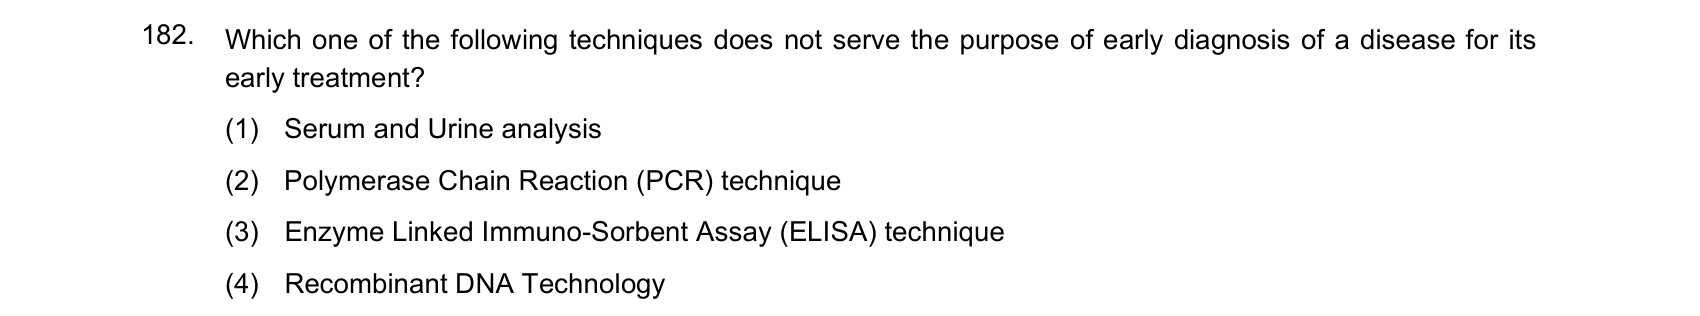 182. Which one of the following techniques does not serve the purpose of early diagnosis of a disease for its
early treatment?
(1) Serum and Urine analysis
(2) Polymerase Chain Reaction (PCR) technique
(3) Enzyme Linked Immuno-Sorbent Assay (ELISA) technique
(4) Recombinant DNA Technology